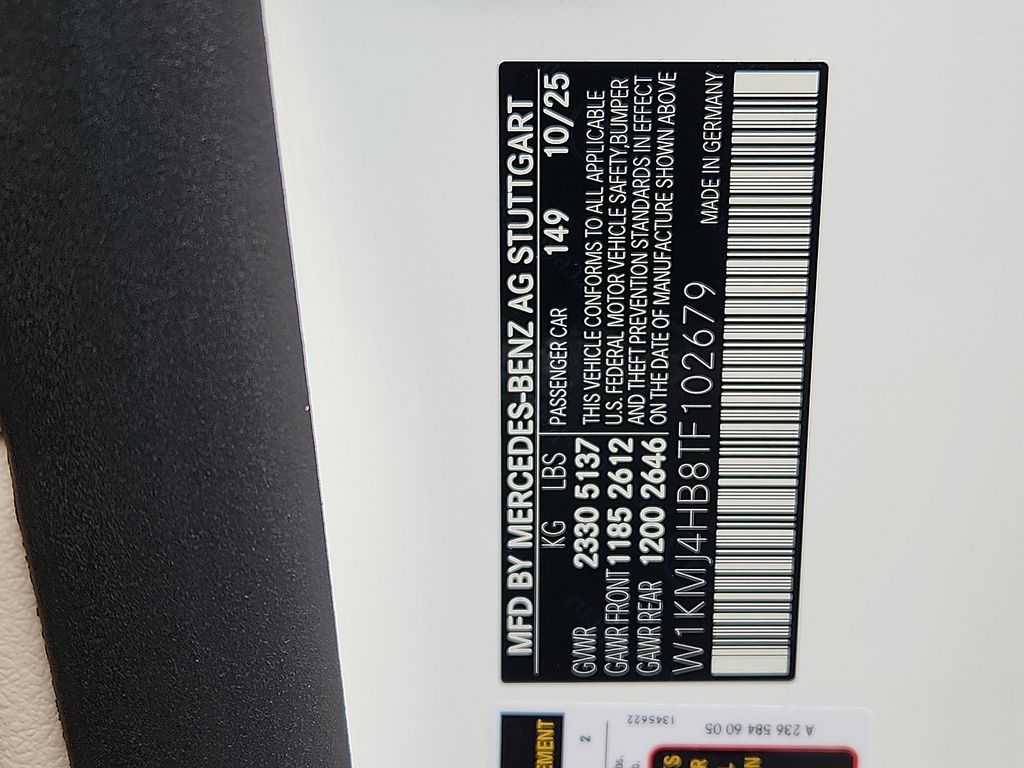 MFD BY MERCEDES-BENZ AG STUTTGART
KG LBS PASSENGER CAR 149 10/25
GVWR 2330 5137
GAWR FRONT 1185 2612
GAWR REAR 1200 2646
THIS VEHICLE CONFORMS TO ALL APPLICABLE
U.S. FEDERAL MOTOR VEHICLE SAFETY,BUMPER
AND THEFT PREVENTION STANDARDS IN EFFECT
ON THE DATE OF MANUFACTURE SHOWN ABOVE
W1KMJ4HB8TF102679 MADE IN GERMANY
EMENT
2
1345622
A 236 584 60 05